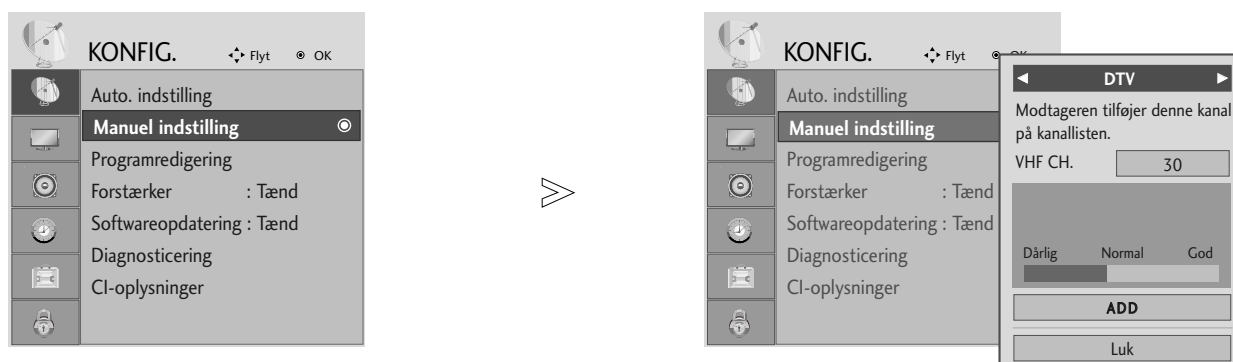 KONFIG. Flyt OK
Auto. indstilling
Manuel indstilling
Programredigering
Forstærker : Tænd
Softwareopdatering : Tænd
Diagnosticering
CI-oplysninger
KONFIG. Flyt
Auto. indstilling
Manuel indstilling
Programredigering
Forstærker : Tænd
Softwareopdatering : Tænd
Diagnosticering
CI-oplysninger
DTV
Modtageren tilføjer denne kanal
på kanallisten.
VHF CH. 30
Dårlig Normal God
ADD
Luk